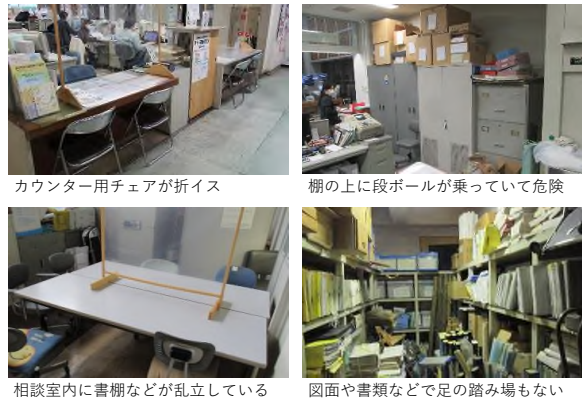 カウンター用チェアが折イス
棚の上に段ボールが乗っていて危険
相談室内に書棚などが乱立している
図面や書類などで足の踏み場もない